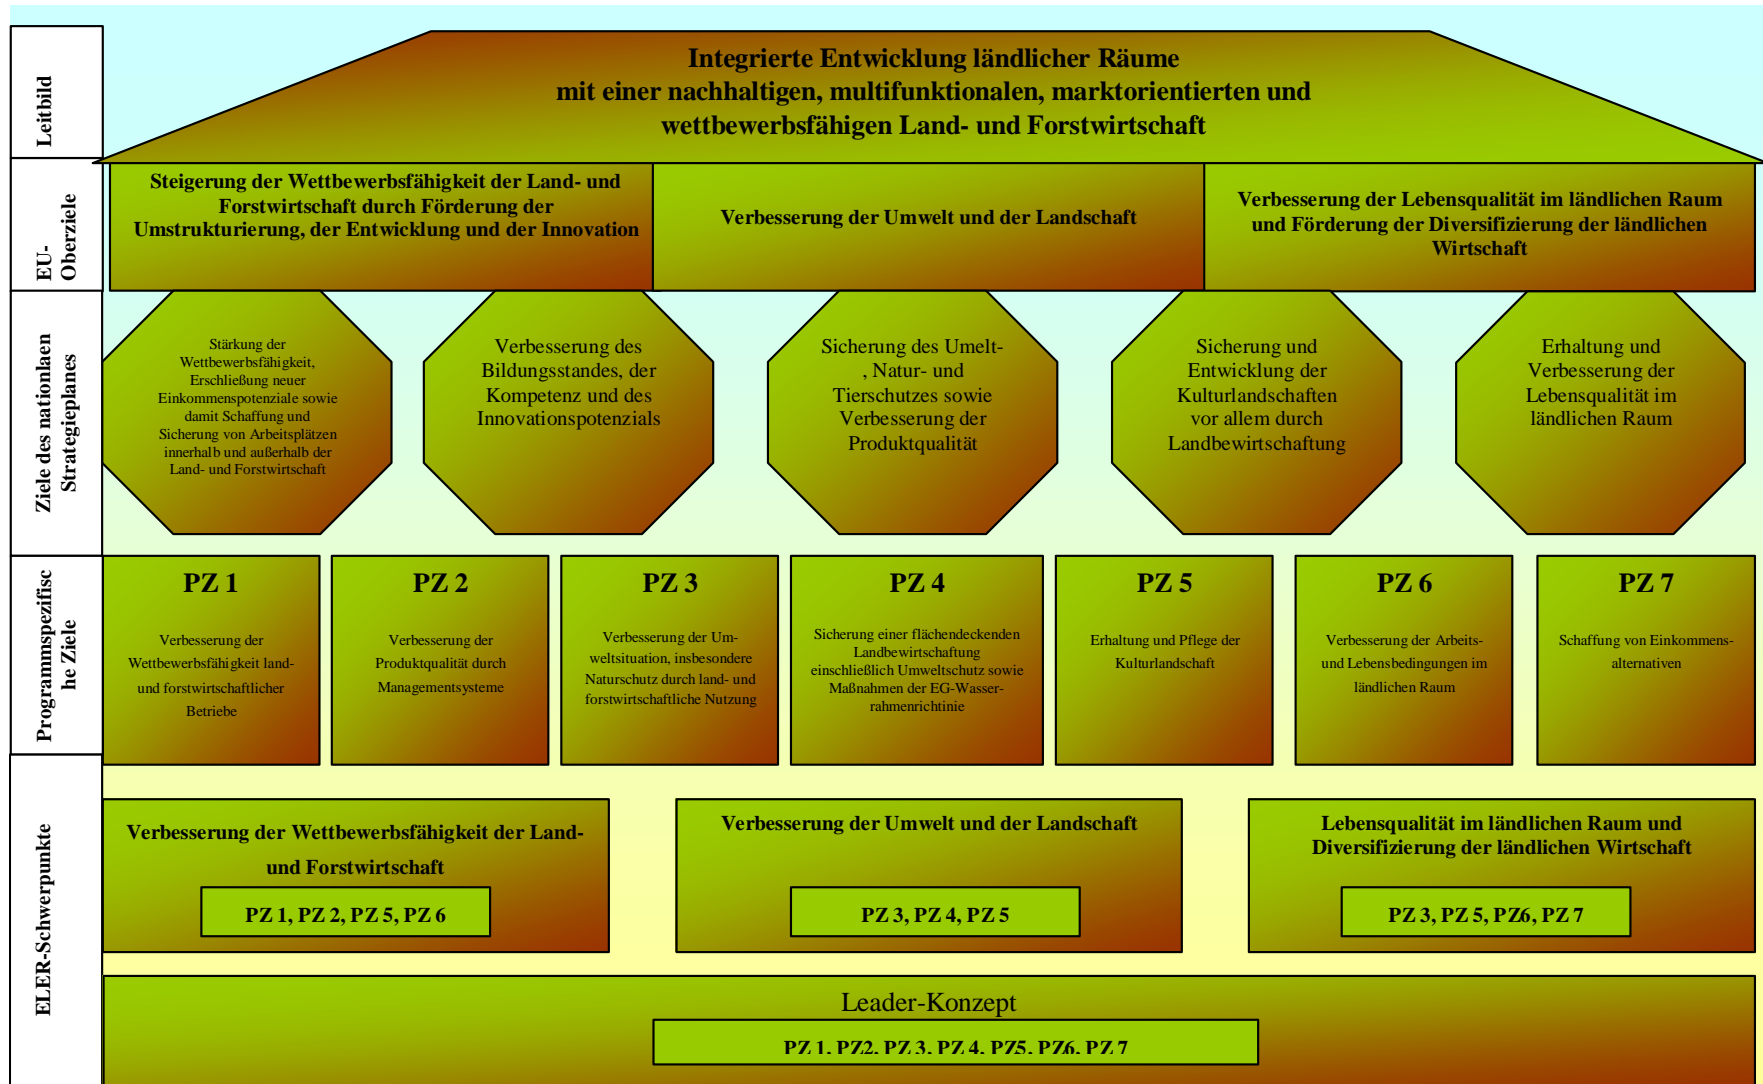 Leitbild
Integrierte Entwicklung ländlicher Räume
mit einer nachhaltigen, multifunktionalen, marktorientierten und
wettbewerbsfähigen Land- und Forstwirtschaft
EU-
Oberziele
Steigerung der Wettbewerbsfähigkeit der Land- und
Forstwirtschaft durch Förderung der
Umstrukturierung, der Entwicklung und der Innovation
Verbesserung der Umwelt und der Landschaft
Verbesserung der Lebensqualität im ländlichen Raum
und Förderung der Diversifizierung der ländlichen
Wirtschaft
Ziele des nationlaen
Strategieplanes
Stärkung der
Wettbewerbsfähigkeit,
Erschließung neuer
Einkommenspotenziale sowie
damit Schaffung und
Sicherung von Arbeitsplätzen
innerhalb und außerhalb der
Land- und Forstwirtschaft
Verbesserung des
Bildungsstandes, der
Kompetenz und des
Innovationspotenzials
Sicherung des Umelt-
, Natur- und
Tierschutzes sowie
Verbesserung der
Produktqualität
Sicherung und
Entwicklung der
Kulturlandschaften
vor allem durch
Landbewirtschaftung
Erhaltung und
Verbesserung der
Lebensqualität im
ländlichen Raum
Programmspezifisc
he Ziele
PZ 1
Verbesserung der
Wettbewerbsfähigkeit land-
und forstwirtschaftlicher
Betriebe
PZ 2
Verbesserung der
Produktqualität durch
Managementsysteme
PZ 3
Verbesserung der Um-
weltsituation, insbesondere
Naturschutz durch land- und
forstwirtschaftliche Nutzung
PZ 4
Sicherung einer flächendeckenden
Landbewirtschaftung
einschließlich Umweltschutz sowie
Maßnahmen der EG-Wasser-
rahmenrichtinie
PZ 5
Erhaltung und Pflege der
Kulturlandschaft
PZ 6
Verbesserung der Arbeits-
und Lebensbedingungen im
ländlichen Raum
PZ 7
Schaffung von Einkommens-
alternativen
ELER-Schwerpunkte
Verbesserung der Wettbewerbsfähigkeit der Land-
und Forstwirtschaft
PZ 1, PZ 2, PZ 5, PZ 6
Verbesserung der Umwelt und der Landschaft
PZ 3, PZ 4, PZ 5
Lebensqualität im ländlichen Raum und
Diversifizierung der ländlichen Wirtschaft
PZ 3, PZ 5, PZ6, PZ 7
Leader-Konzept
PZ 1, PZ2, PZ 3, PZ 4, PZ5, PZ6, PZ 7